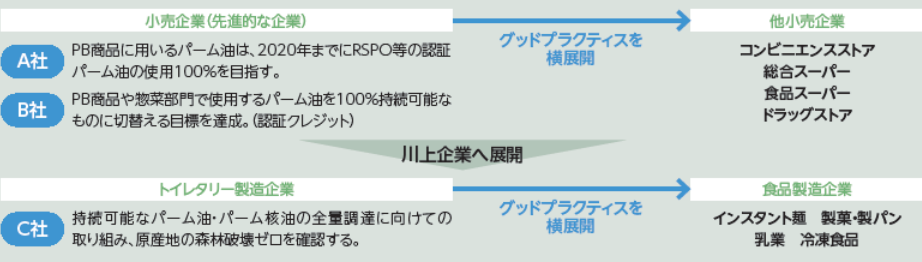 小売企業(先進的な企業)
A社
PB商品に用いるパーム油は、2020年までにRSPO等の認証
パーム油の使用100%を目指す。
B社
PB商品や惣菜部門で使用するパーム油を100%持続可能な
ものに切替える目標を達成。(認証クレジット)
グッドプラクティスを
横展開
他小売企業
コンビニエンスストア
総合スーパー
食品スーパー
ドラッグストア
川上企業へ展開
トイレタリー製造企業
C社
持続可能なパーム油・パーム核油の全量調達に向けての
取り組み、原産地の森林破壊ゼロを確認する。
グッドプラクティスを
横展開
食品製造企業
インスタント麺 製菓・製パン
乳業 冷凍食品